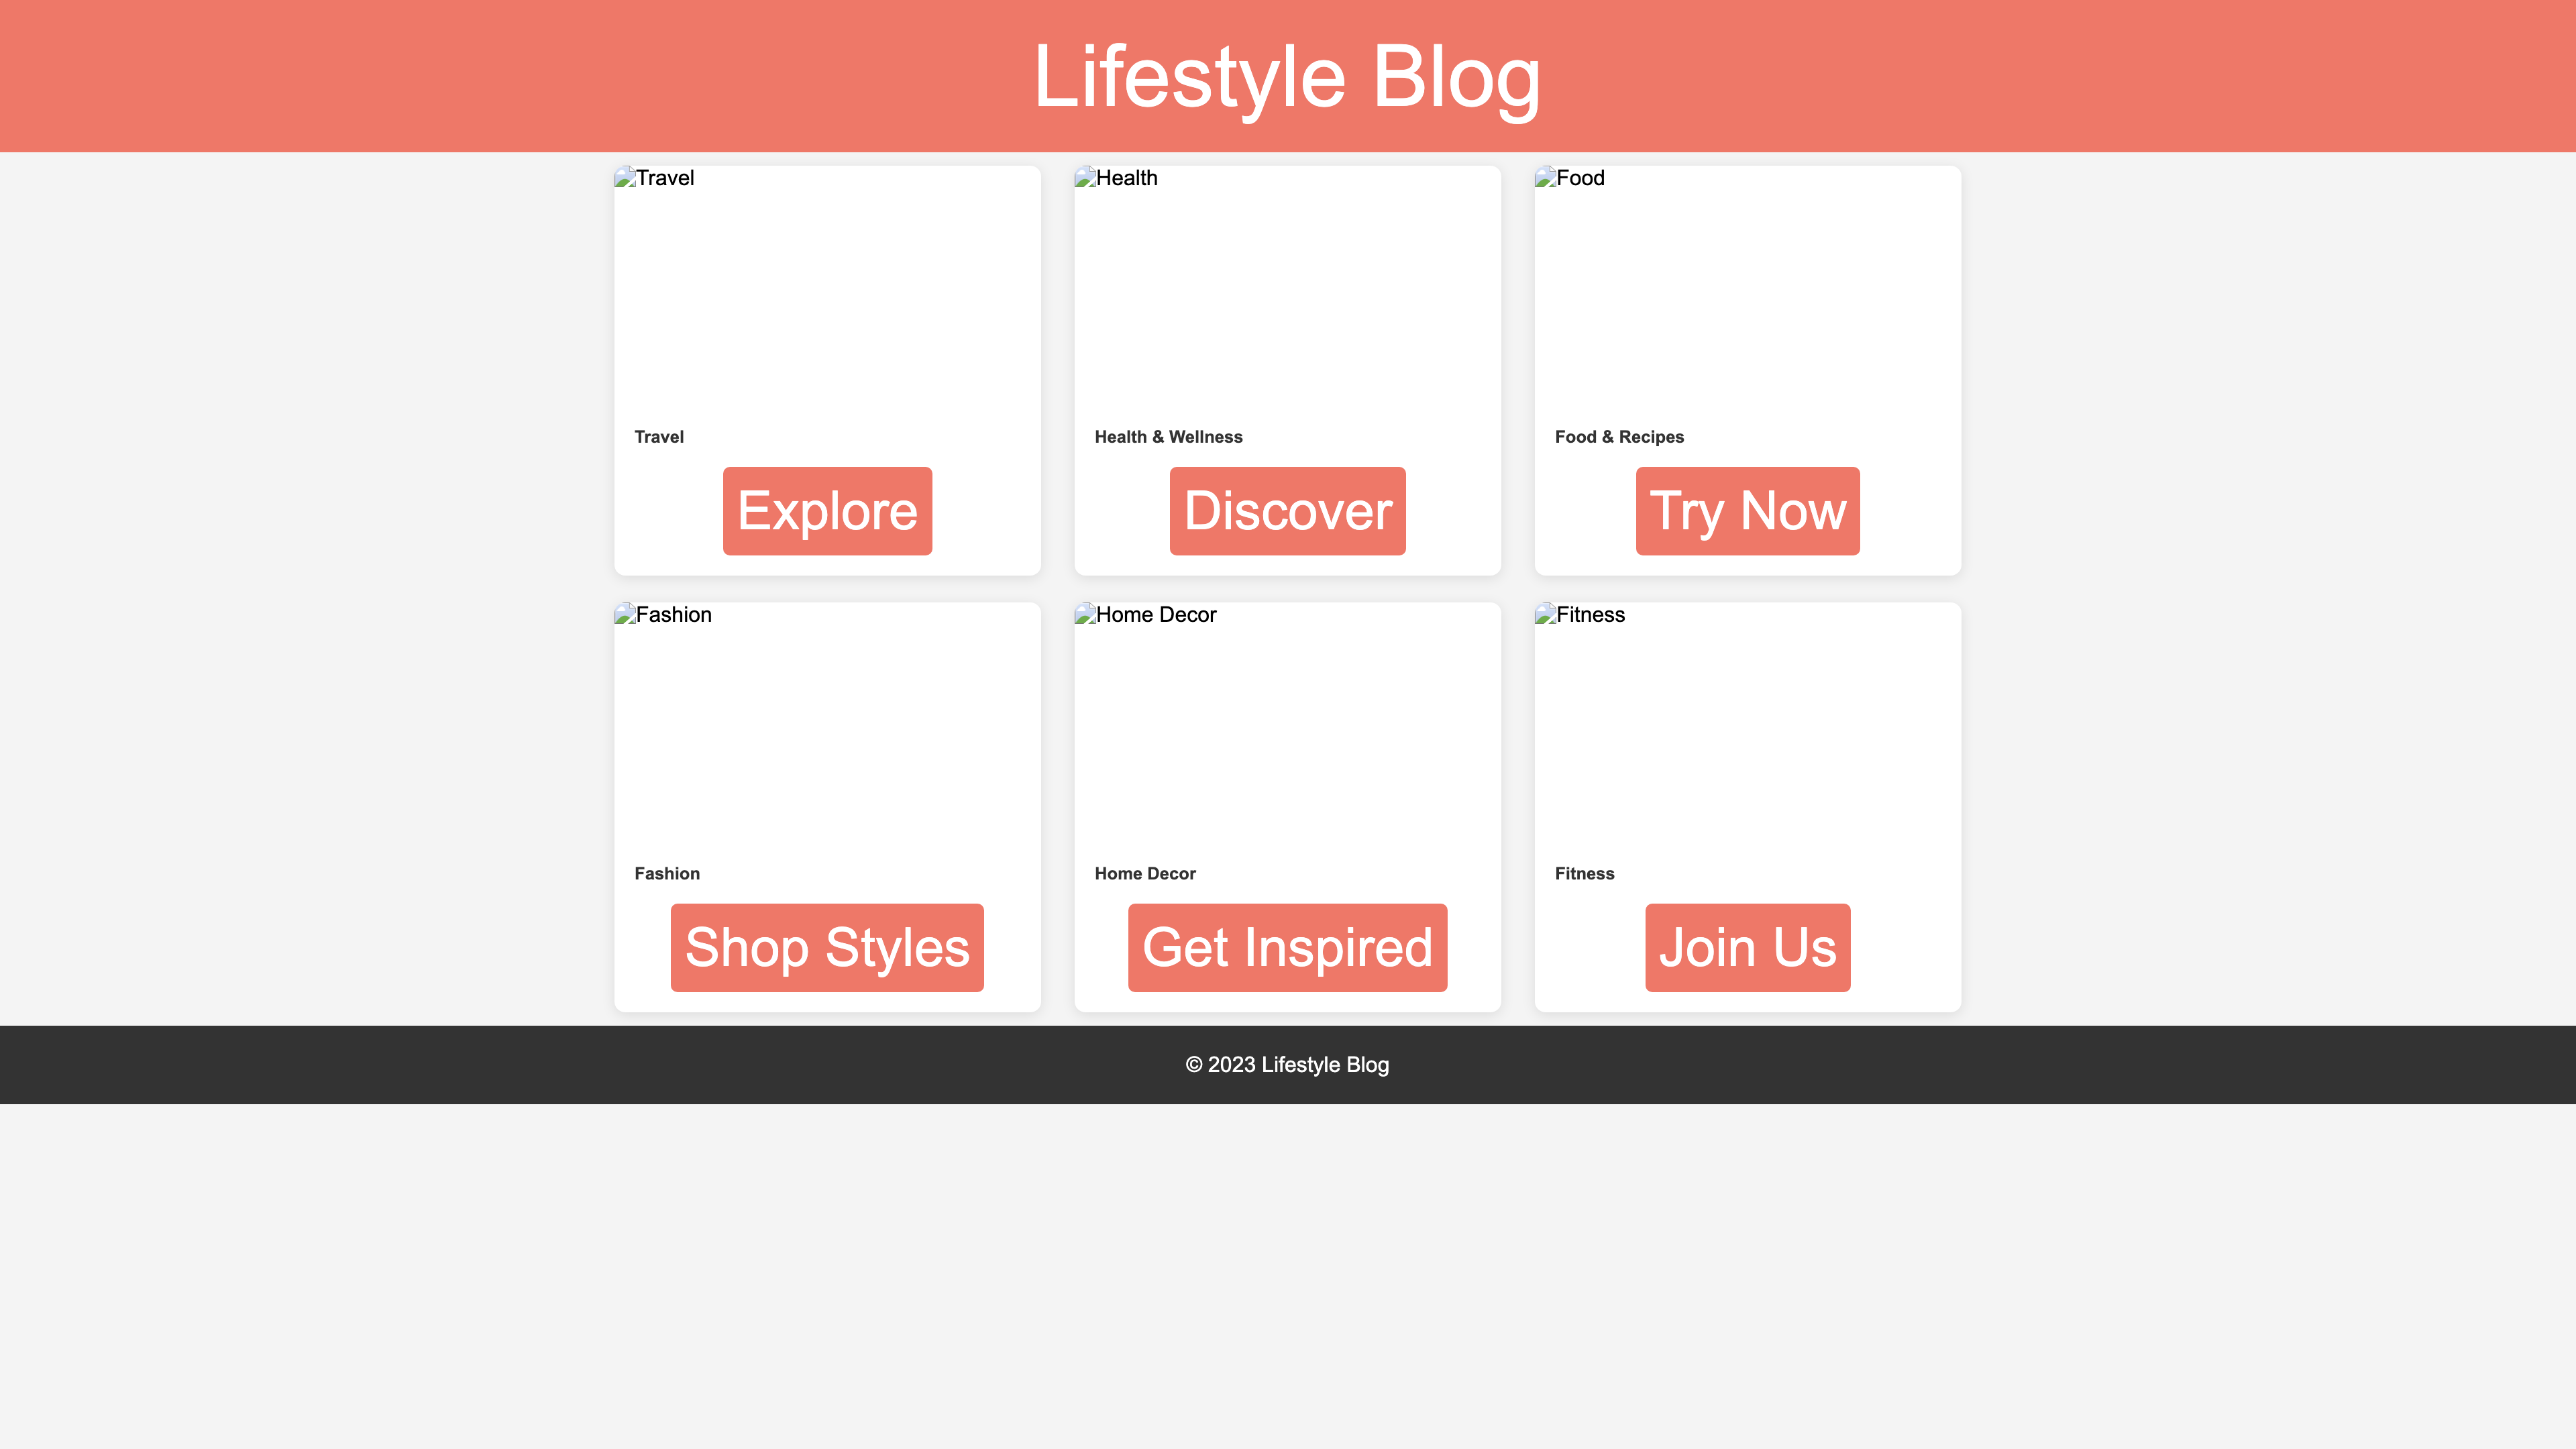 Lifestyle Blog
Travel
Health
Food
Travel
Health & Wellness
Food & Recipes
Explore
Discover
Try Now
Fashion
Home Decor
Fitness
Fashion
Home Decor
Fitness
Shop Styles
Get Inspired
Join Us
© 2023 Lifestyle Blog